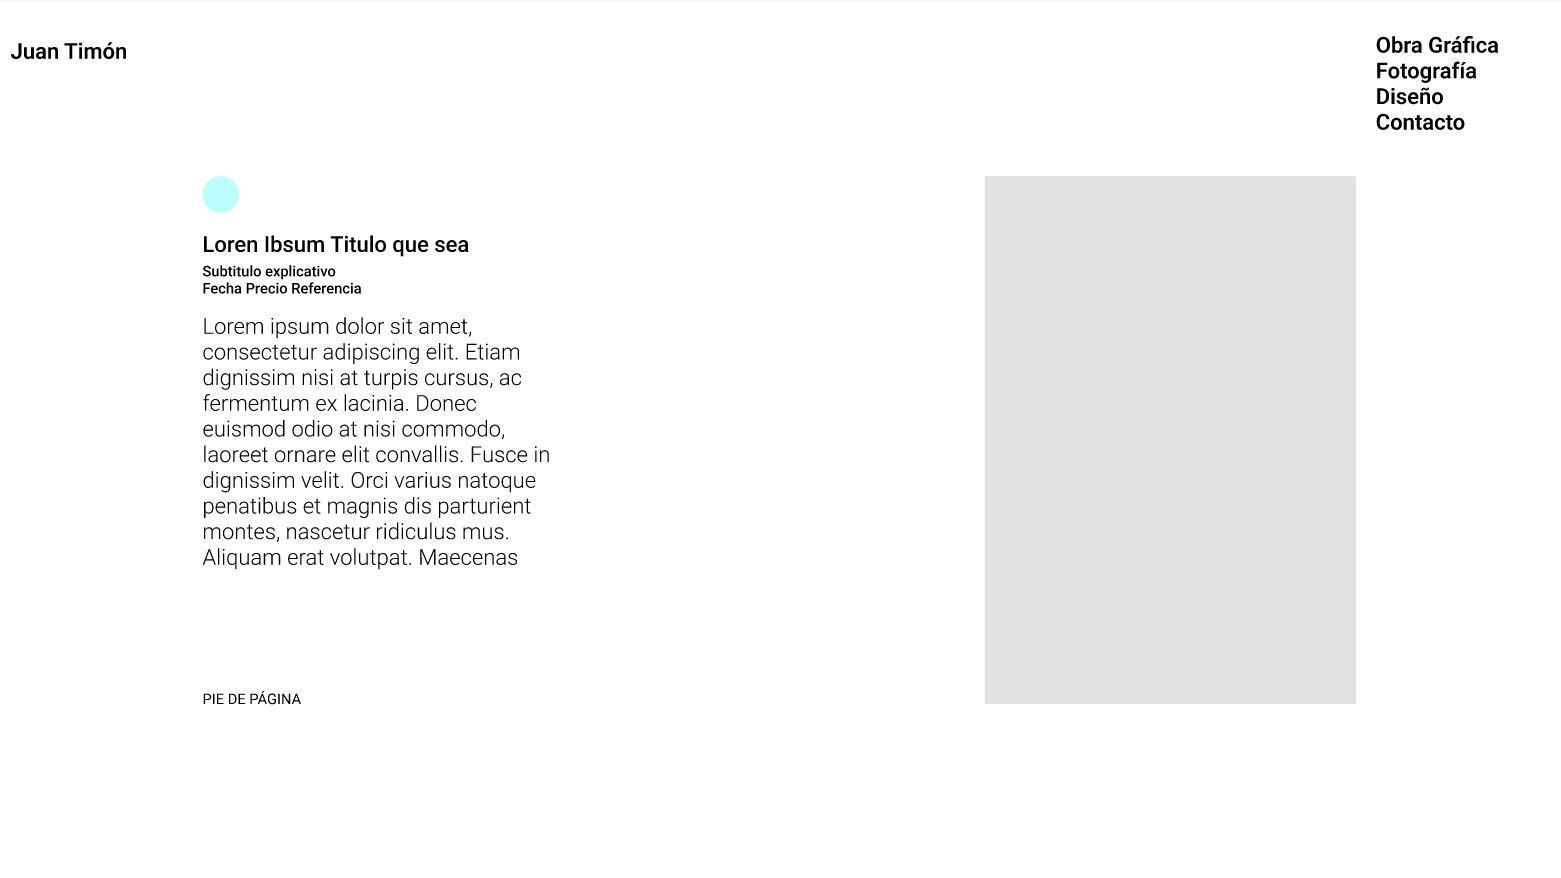 Juan Timón
Obra Gráfica
Fotografía
Diseño
Contacto
Loren Ibsum Titulo que sea
Subtitulo explicativo
Fecha Precio Referencia
Lorem ipsum dolor sit amet,
consectetur adipiscing elit. Etiam
dignissim nisi at turpis cursus, ac
fermentum ex lacinia. Donec
euismod odio at nisi commodo,
laoreet ornare elit convallis. Fusce in
dignissim velit. Orci varius natoque
penatibus et magnis dis parturient
montes, nascetur ridiculus mus.
Aliquam erat volutpat. Maecenas
PIE DE PÁGINA